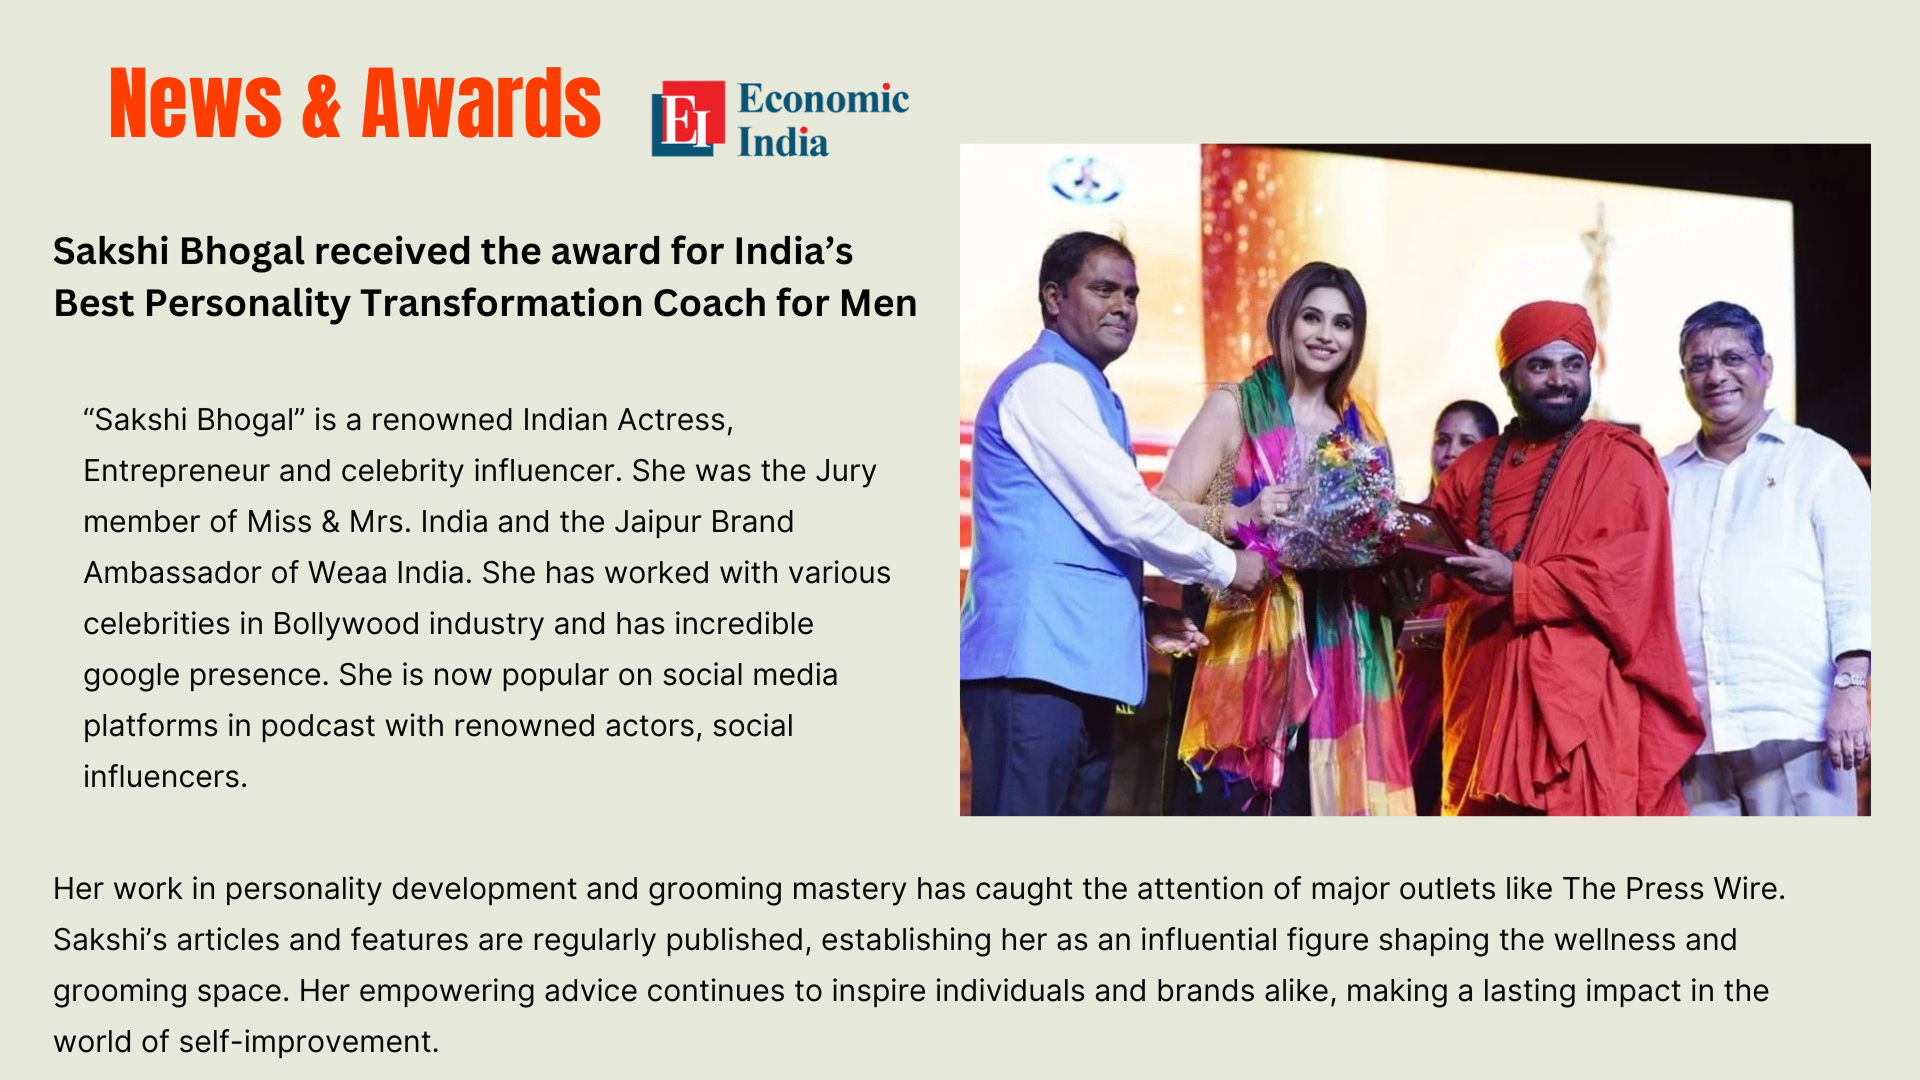 News & Awards
EI Economic
India
Sakshi Bhogal received the award for India’s
Best Personality Transformation Coach for Men
“Sakshi Bhogal” is a renowned Indian Actress,
Entrepreneur and celebrity influencer. She was the Jury
member of Miss & Mrs. India and the Jaipur Brand
Ambassador of Weaa India. She has worked with various
celebrities in Bollywood industry and has incredible
google presence. She is now popular on social media
platforms in podcast with renowned actors, social
influencers.
Her work in personality development and grooming mastery has caught the attention of major outlets like The Press Wire.
Sakshi’s articles and features are regularly published, establishing her as an influential figure shaping the wellness and
grooming space. Her empowering advice continues to inspire individuals and brands alike, making a lasting impact in the
world of self-improvement.